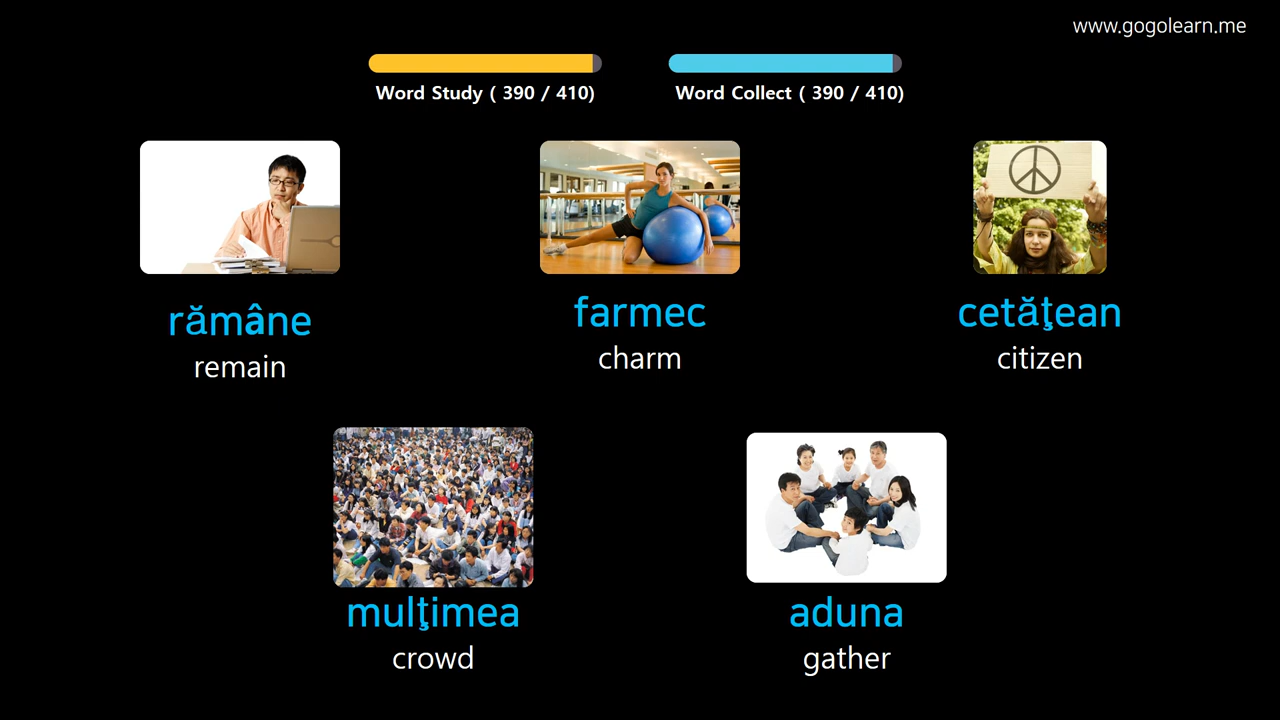 www.gogolearn.me
Word Study ( 390 / 410)
Word Collect ( 390 / 410)
rămâne
remain
farmec
charm
cetăţean
citizen
mulţimea
crowd
aduna
gather